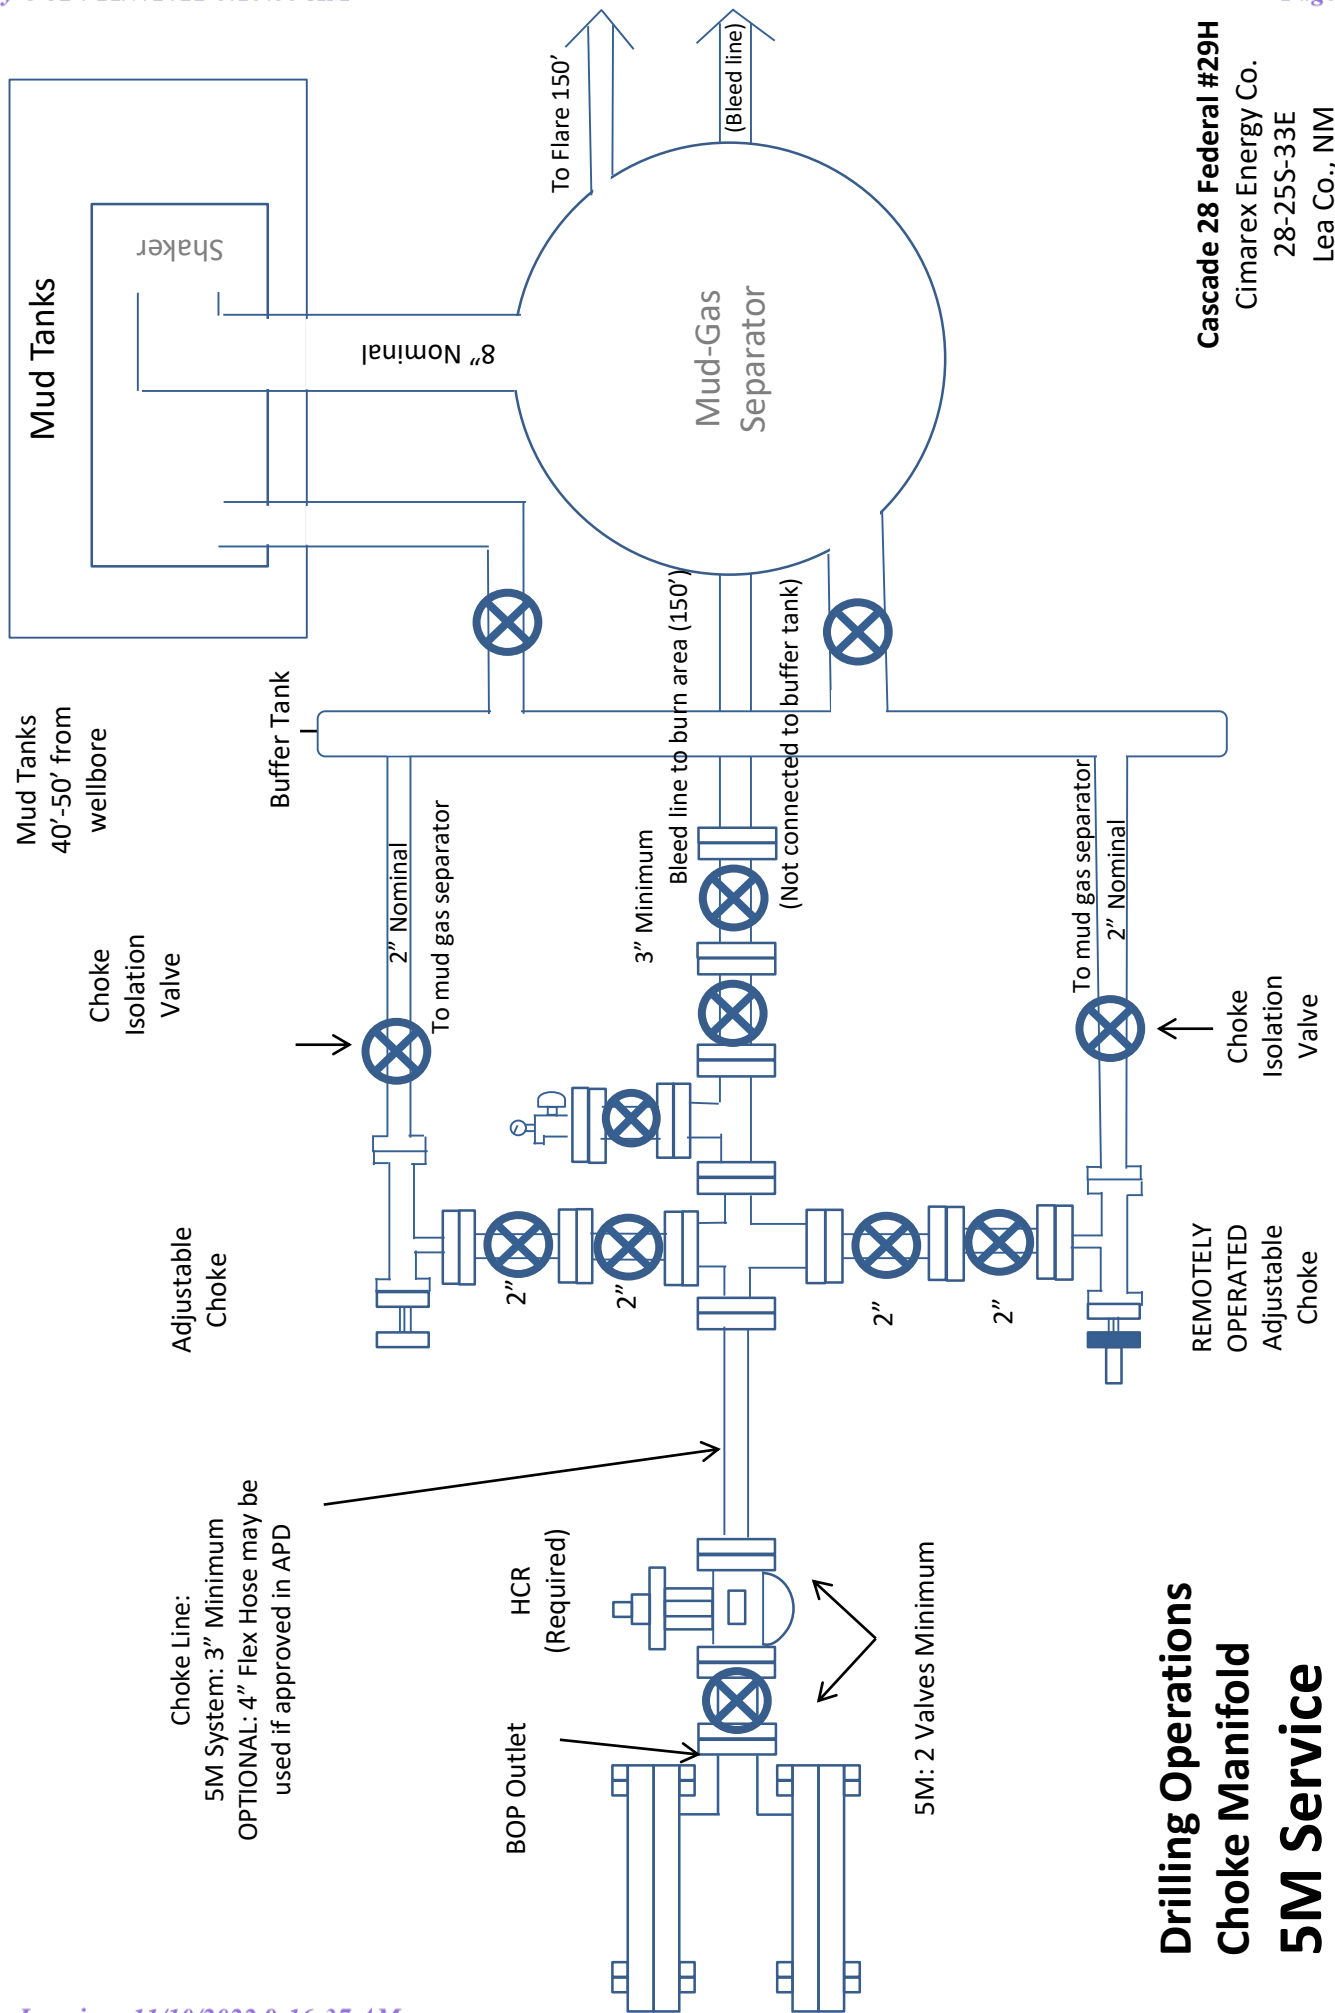 Mud Tanks
40’-50’ from
wellbore
Mud Tanks
Shaker
8” Nominal
To Flare 150’
(Bleed line)
Mud-Gas
Separator
Buffer Tank
Choke
Isolation
Valve
2” Nominal
To mud gas separator
Adjustable
Choke
2”
2”
3” Minimum
Bleed line to burn area (150’)
(Not connected to buffer tank)
Choke Line:
5M System: 3” Minimum
OPTIONAL: 4” Flex Hose may be
used if approved in APD
HCR
(Required)
BOP Outlet
5M: 2 Valves Minimum
2”
2”
To mud gas separator
2” Nominal
Choke
Isolation
Valve
REMOTELY
OPERATED
Adjustable
Choke
Drilling Operations
Choke Manifold
5M Service
Cascade 28 Federal #29H
Cimarex Energy Co.
28-25S-33E
Lea Co., NM